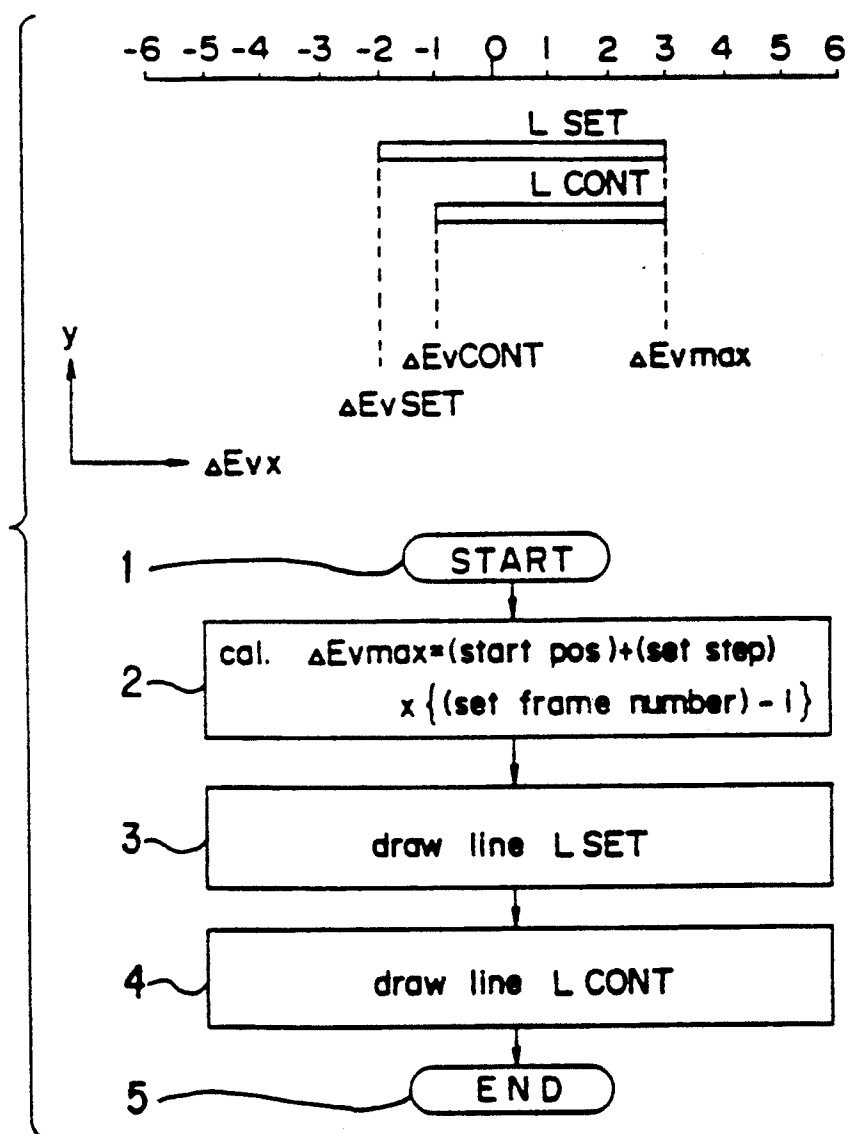 -6 -5 -4 -3 -2 -1 0 1 2 3 4 5 6
L SET
L CONT
y
ΔEvCONT ΔEvmax
ΔEvSET
ΔEvx
1 START
cal. ΔEvmax=(start pos)+(set step)
2 x {(set frame number) - 1}
3 draw line L SET
4 draw line L CONT
5 END